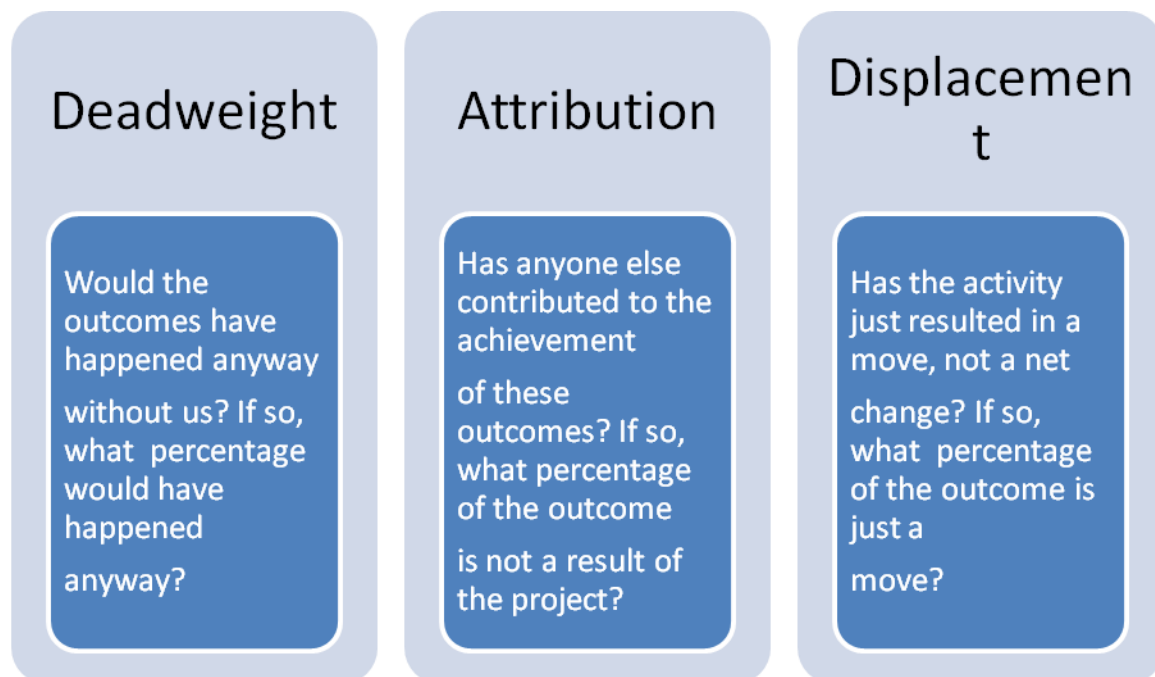 Deadweight
Would the
outcomes have
happened anyway
without us? If so,
what  percentage
would have
happened
anyway?
Attribution
Has anyone else
contributed to the
achievement
of these
outcomes? If so,
what percentage
of the outcome
is not a result of
the project?
Displacemen
t
Has the activity
just resulted in a
move, not a net
change? If so,
what  percentage
of the outcome is
just a
move?